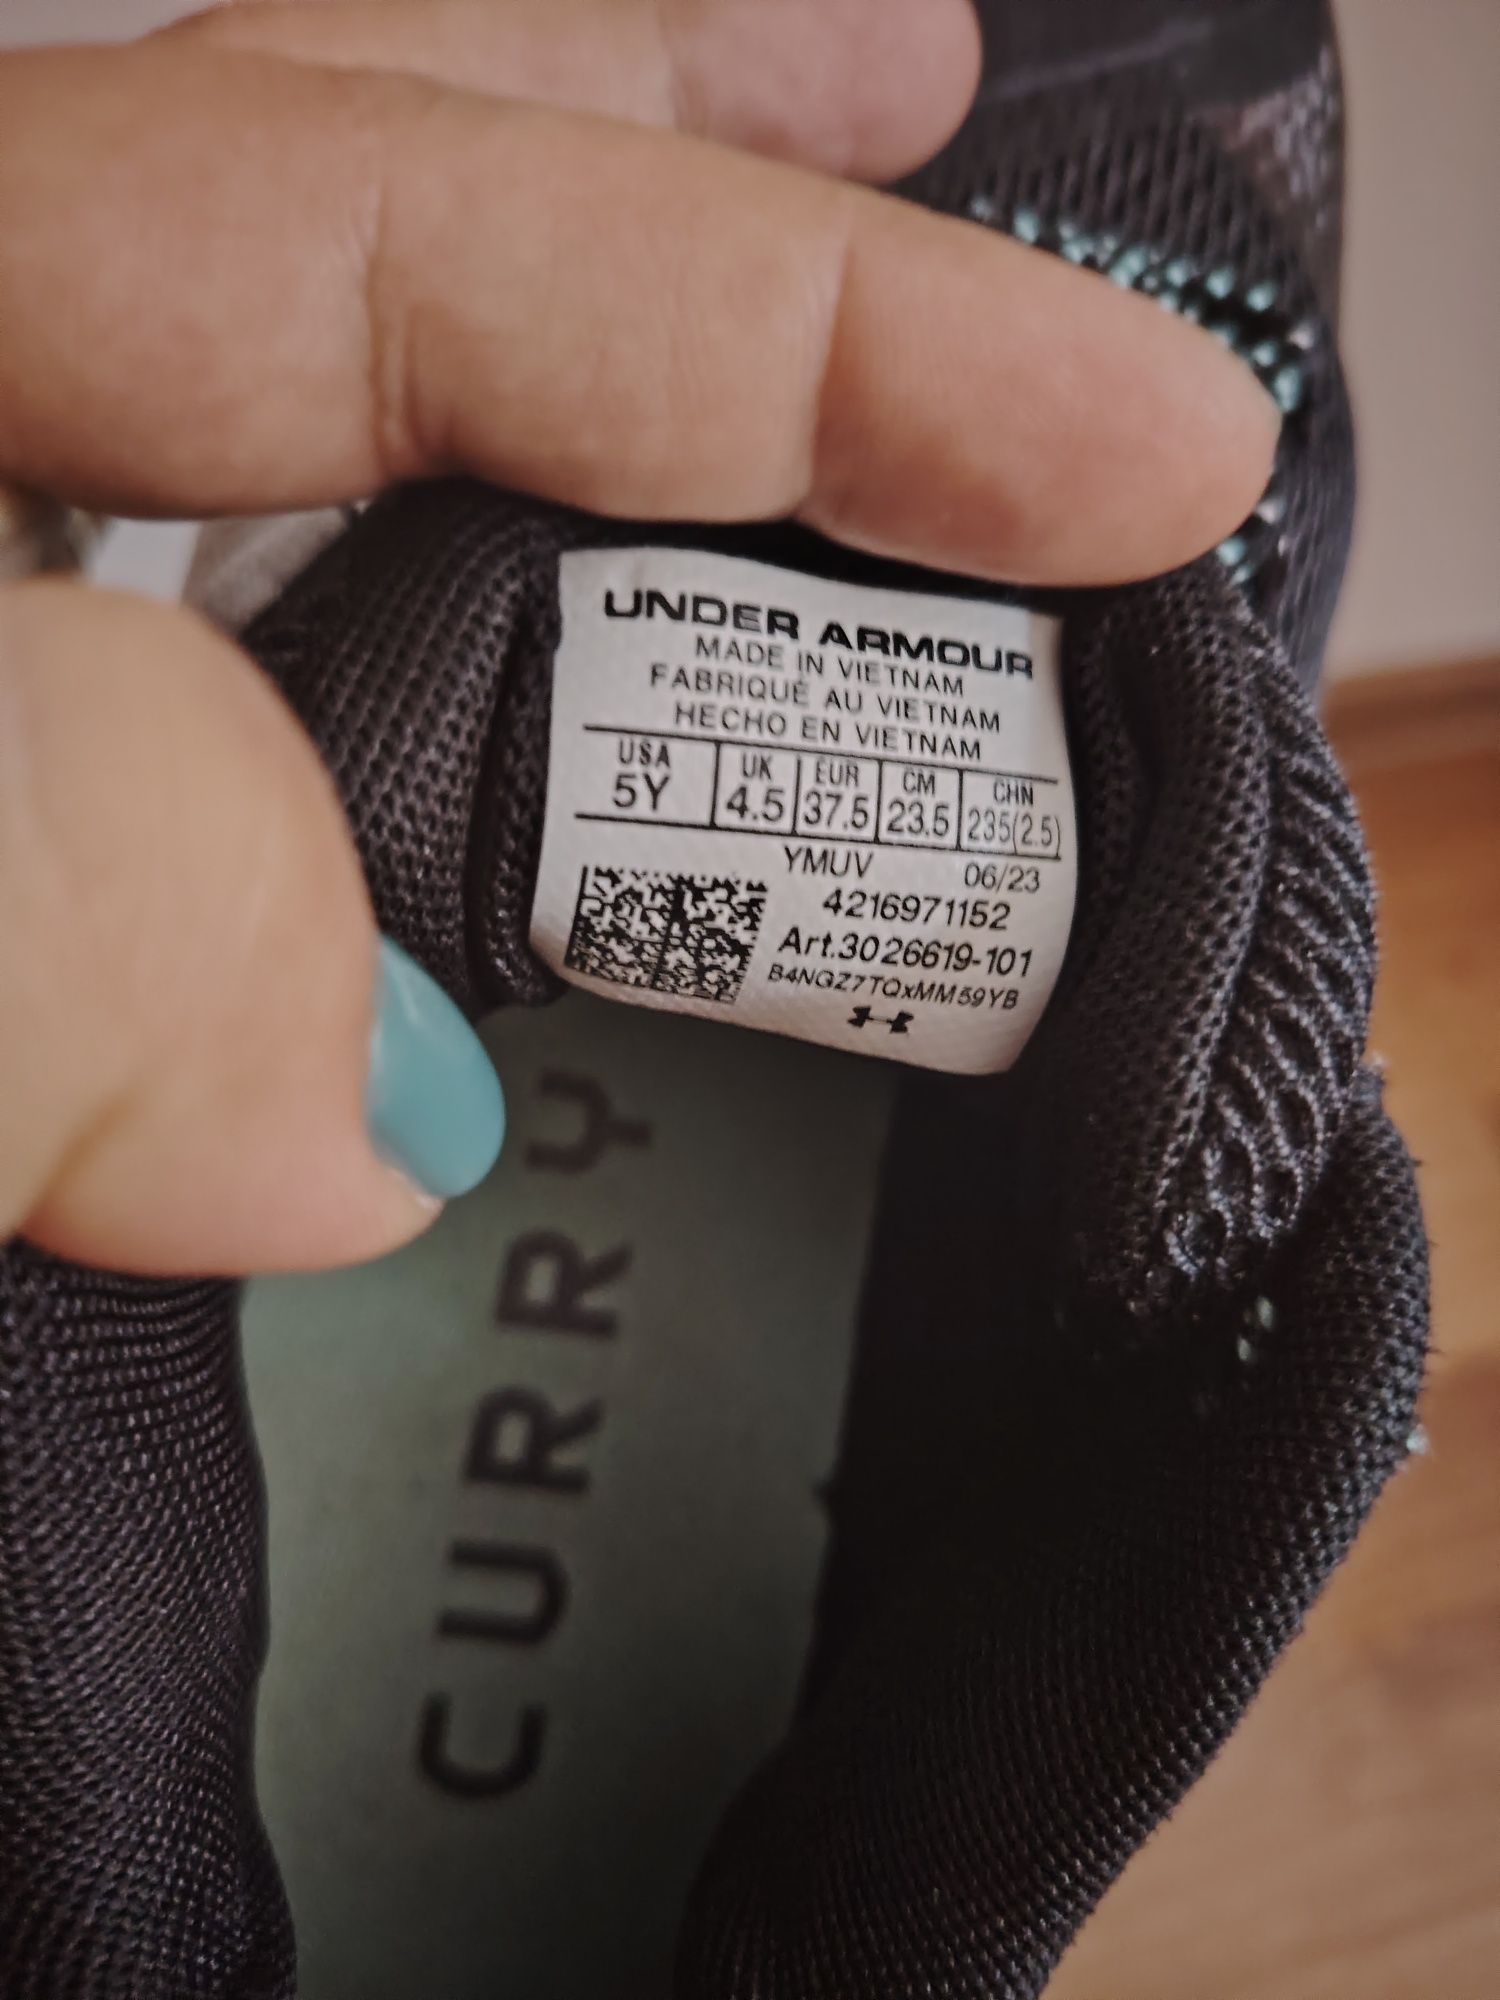 UNDER ARMOUR
MADE IN VIETNAM
FABRIQUÉ AU VIETNAM
HECHO EN VIETNAM
USA UK EUR CM CHN
5Y 4.5 37.5 23.5 235(2.5)
YMUV 06/23
4216971152
Art.3026619-101
B4NGZ7TQxMM59YB
CURRY